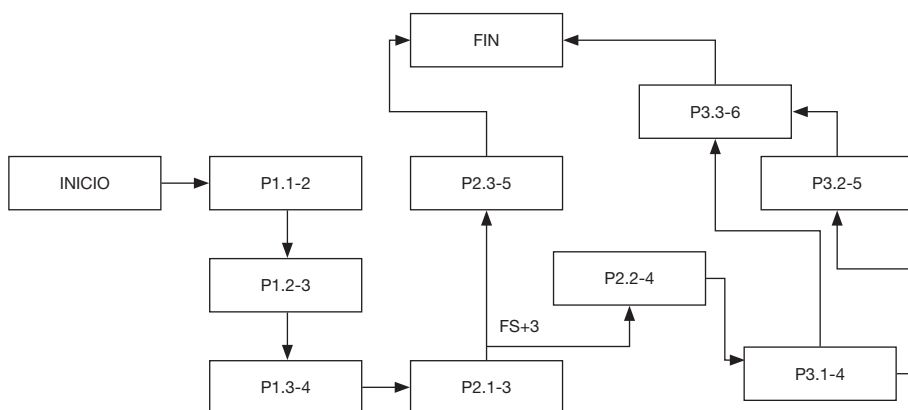 FIN
P3.3-6
INICIO
P1.1-2
P2.3-5
P3.2-5
P1.2-3
P2.2-4
FS+3
P1.3-4
P2.1-3
P3.1-4